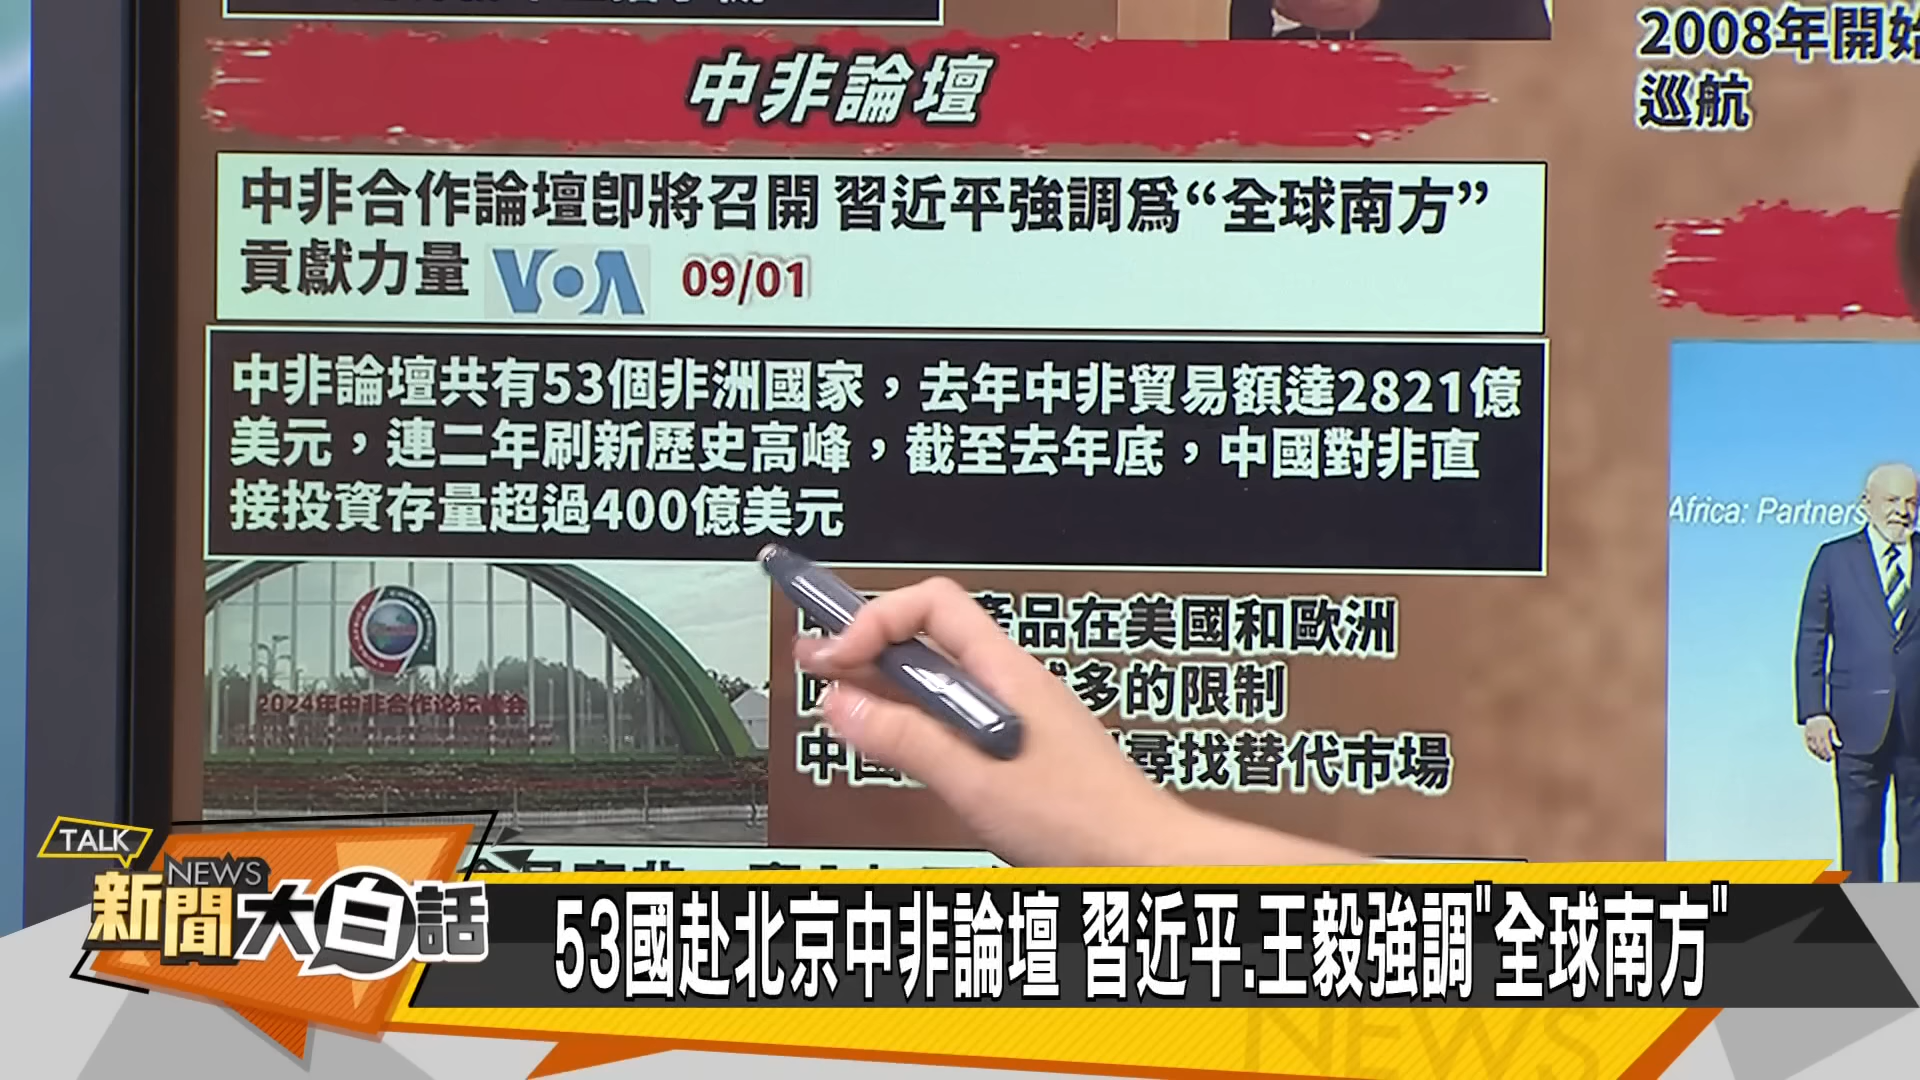 2008年開始
巡航
中非論壇
中非合作論壇即將召開 習近平強調為“全球南方”
貢獻力量 VOA 09/01
中非論壇共有53個非洲國家，去年中非貿易額達2821億
美元，連二年刷新歷史高峰，截至去年底，中國對非直
接投資存量超過400億美元
Africa: Partners
產品在美國和歐洲
多的限制
中國 尋找替代市場
2024年中非合作论坛峰会
TALK
NEWS
新聞大白話
53國赴北京中非論壇 習近平.王毅強調"全球南方"
NEWS